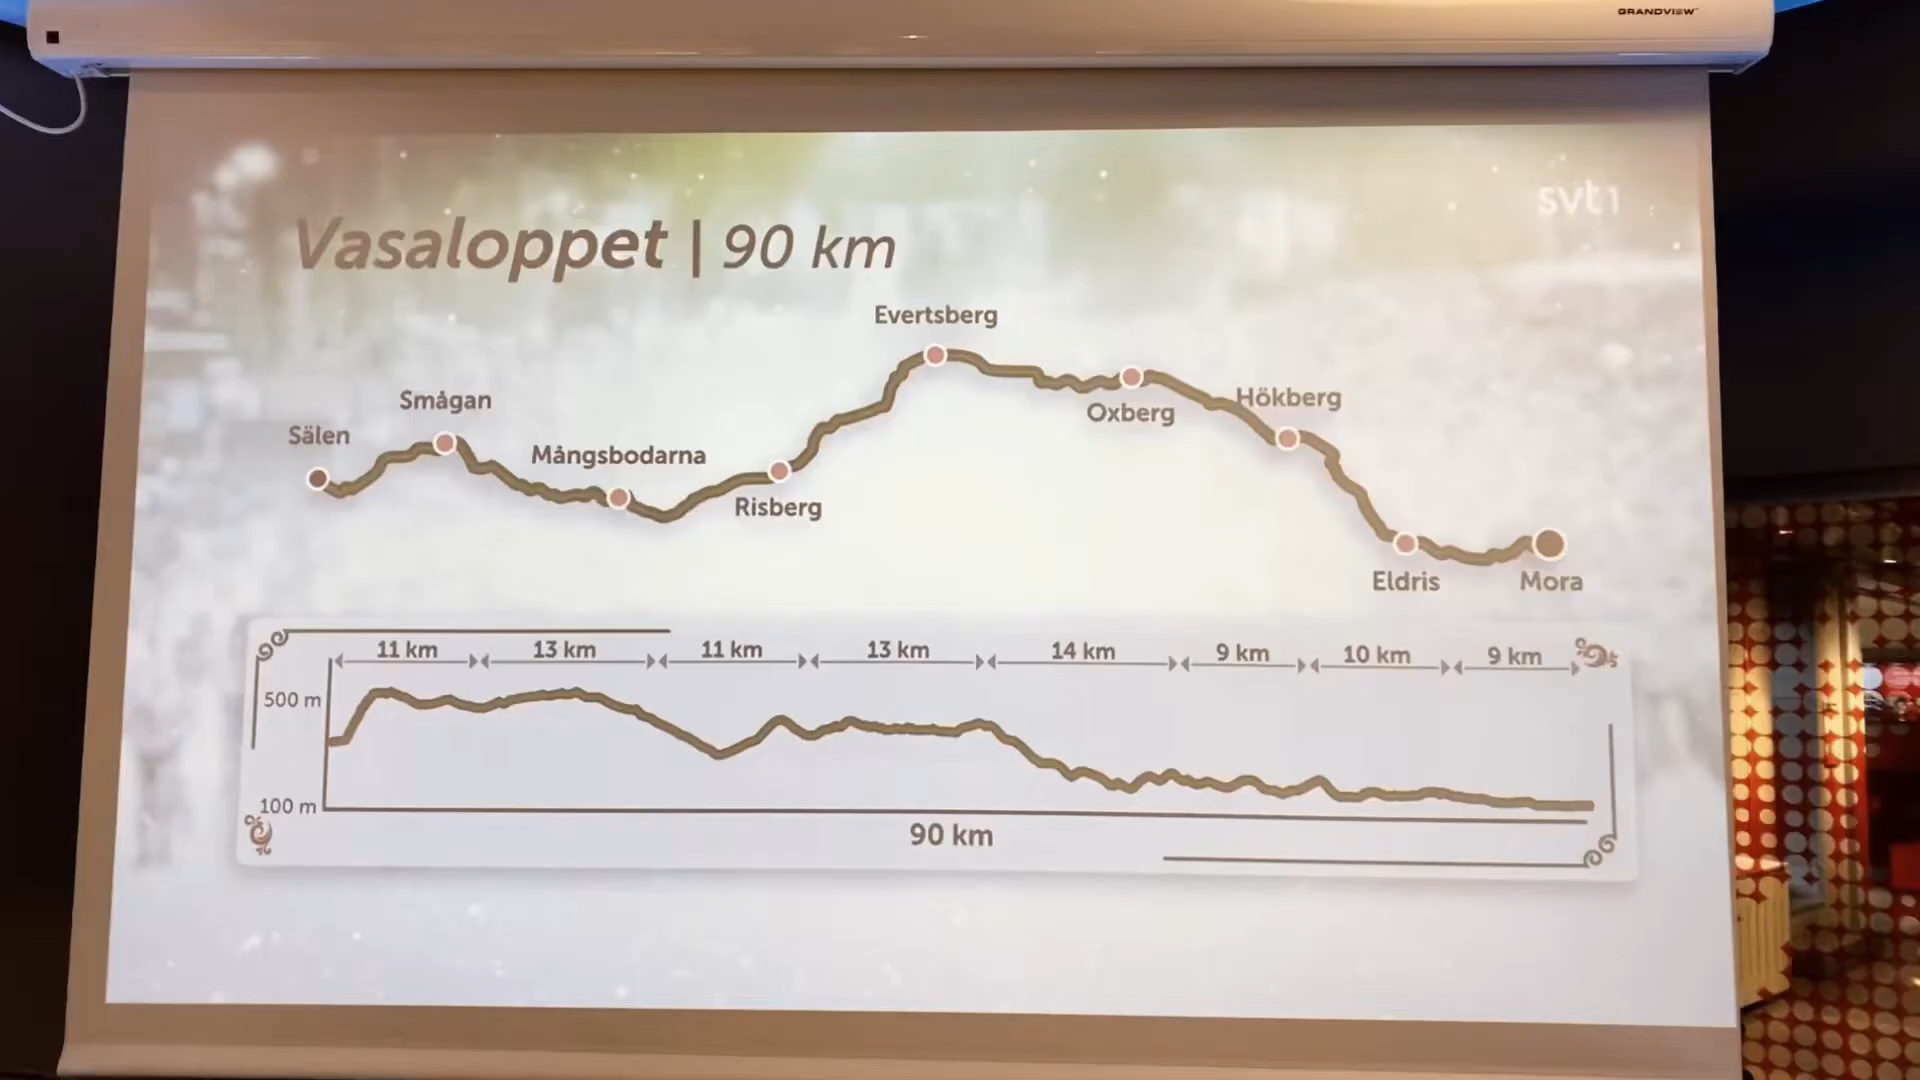 GRANDVIEW
svt1
Vasaloppet | 90 km
Evertsberg
Smågan
Hökberg
Oxberg
Sälen
Mångsbodarna
Risberg
Eldris
Mora
11 km
13 km
11 km
13 km
14 km
9 km
10 km
9 km
500 m
100 m
90 km